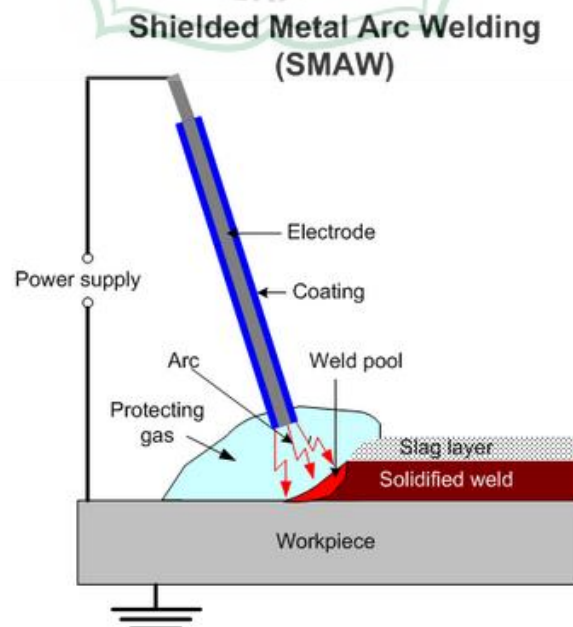 Shielded Metal Arc Welding
(SMAW)
Electrode
Power supply
Coating
Arc
Weld pool
Protecting
gas
Slag layer
Solidified weld
Workpiece